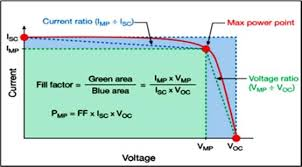 Current ratio (IMP ÷ ISC)
Max power point
ISC
IMP
Current
Fill factor = Green area / Blue area = IMP x VMP / ISC x VOC
PMP = FF x ISC x VOC
Voltage ratio
(VMP ÷ VOC)
VMP VOC
Voltage